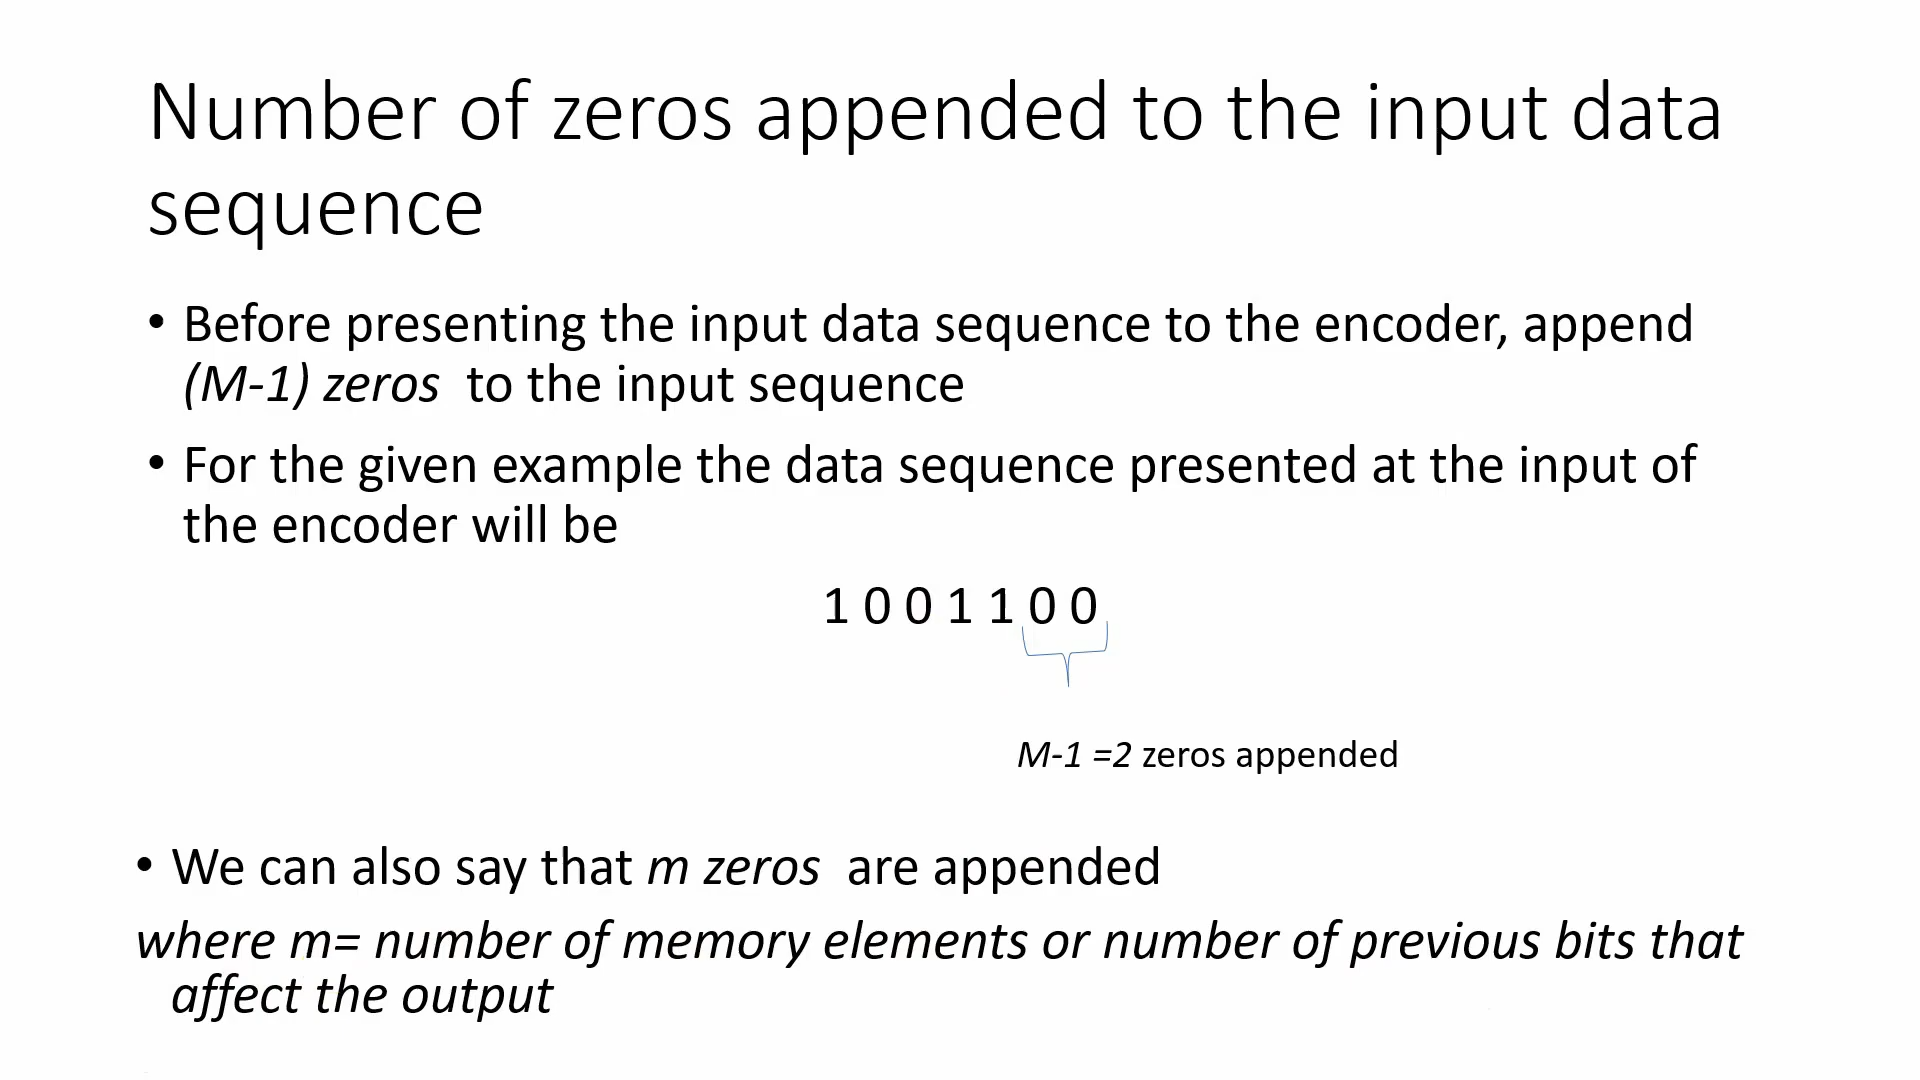 Number of zeros appended to the input data
sequence
• Before presenting the input data sequence to the encoder, append
(M-1) zeros to the input sequence
• For the given example the data sequence presented at the input of
the encoder will be
1 0 0 1 1 0 0
M-1 =2 zeros appended
• We can also say that m zeros are appended
where m= number of memory elements or number of previous bits that
affect the output